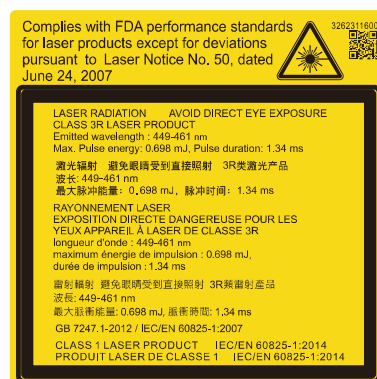 Complies with FDA performance standards
for laser products except for deviations
pursuant to Laser Notice No. 50, dated
June 24, 2007
3262311600
LASER RADIATION AVOID DIRECT EYE EXPOSURE
CLASS 3R LASER PRODUCT
Emitted wavelength : 449-461 nm
Max. Pulse energy: 0.698 mJ, Pulse duration: 1.34 ms
激光辐射 避免眼睛受到直接照射 3R类激光产品
波长: 449-461 nm
最大脉冲能量: 0.698 mJ, 脉冲时间: 1.34 ms
RAYONNEMENT LASER
EXPOSITION DIRECTE DANGEREUSE POUR LES
YEUX APPAREIL À LASER DE CLASSE 3R
longueur d'onde : 449-461 nm
maximum énergie de impulsion : 0.698 mJ,
durée de impulsion : 1.34 ms
雷射輻射 避免眼睛受到直接照射 3R類雷射產品
波長: 449-461 nm
最大脈衝能量: 0.698 mJ, 脈衝時間: 1.34 ms
GB 7247.1-2012 / IEC/EN 60825-1:2007
CLASS 1 LASER PRODUCT IEC/EN 60825-1:2014
PRODUIT LASER DE CLASSE 1 IEC/EN 60825-1:2014